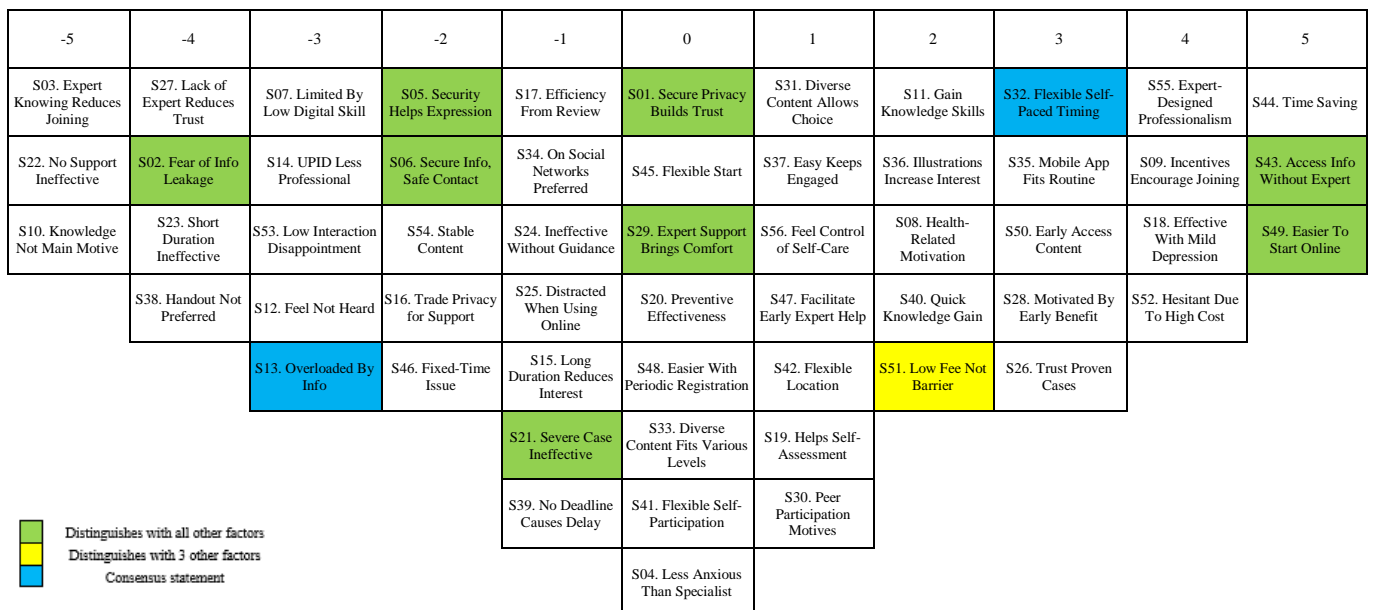 -5 -4 -3 -2 -1 0 1 2 3 4 5
S03. Expert
Knowing Reduces
Joining
S27. Lack of
Expert Reduces
Trust
S07. Limited By
Low Digital Skill
S05. Security
Helps Expression
S17. Efficiency
From Review
S01. Secure Privacy
Builds Trust
S31. Diverse
Content Allows
Choice
S11. Gain
Knowledge Skills
S32. Flexible Self-
Paced Timing
S55. Expert-
Designed
Professionalism
S44. Time Saving
S22. No Support
Ineffective
S02. Fear of Info
Leakage
S14. UPID Less
Professional
S06. Secure Info,
Safe Contact
S34. On Social
Networks
Preferred
S45. Flexible Start
S37. Easy Keeps
Engaged
S36. Illustrations
Increase Interest
S35. Mobile App
Fits Routine
S09. Incentives
Encourage Joining
S43. Access Info
Without Expert
S10. Knowledge
Not Main Motive
S23. Short
Duration
Ineffective
S53. Low Interaction
Disappointment
S54. Stable
Content
S24. Ineffective
Without Guidance
S29. Expert Support
Brings Comfort
S56. Feel Control
of Self-Care
S08. Health-
Related
Motivation
S50. Early Access
Content
S18. Effective
With Mild
Depression
S49. Easier To
Start Online
S38. Handout Not
Preferred
S12. Feel Not Heard
S16. Trade Privacy
for Support
S25. Distracted
When Using
Online
S20. Preventive
Effectiveness
S47. Facilitate
Early Expert Help
S40. Quick
Knowledge Gain
S28. Motivated By
Early Benefit
S52. Hesitant Due
To High Cost
S13. Overloaded By
Info
S46. Fixed-Time
Issue
S15. Long
Duration Reduces
Interest
S48. Easier With
Periodic Registration
S42. Flexible
Location
S51. Low Fee Not
Barrier
S26. Trust Proven
Cases
S21. Severe Case
Ineffective
S33. Diverse
Content Fits Various
Levels
S19. Helps Self-
Assessment
S39. No Deadline
Causes Delay
S41. Flexible Self-
Participation
S30. Peer
Participation
Motives
S04. Less Anxious
Than Specialist
Distinguishes with all other factors
Distinguishes with 3 other factors
Consensus statement